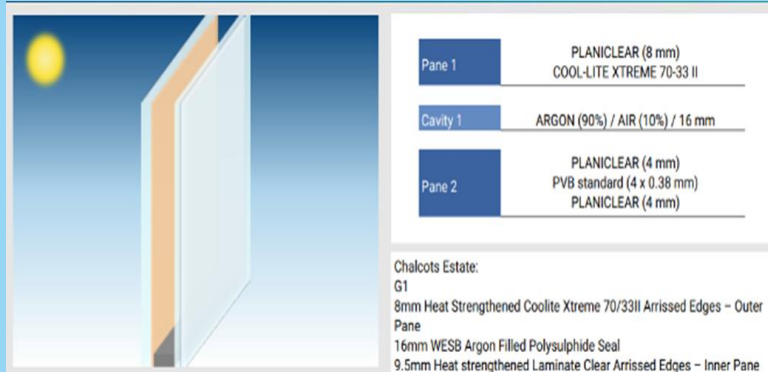 Pane 1
PLANICLEAR (8 mm)
COOL-LITE XTREME 70-33 II
Cavity 1
ARGON (90%) / AIR (10%) / 16 mm
Pane 2
PLANICLEAR (4 mm)
PVB standard (4 x 0.38 mm)
PLANICLEAR (4 mm)
Chalcots Estate:
G1
8mm Heat Strengthened Coolite Xtreme 70/33II Arrissed Edges – Outer
Pane
16mm WESB Argon Filled Polysulphide Seal
9.5mm Heat strengthened Laminate Clear Arrissed Edges – Inner Pane